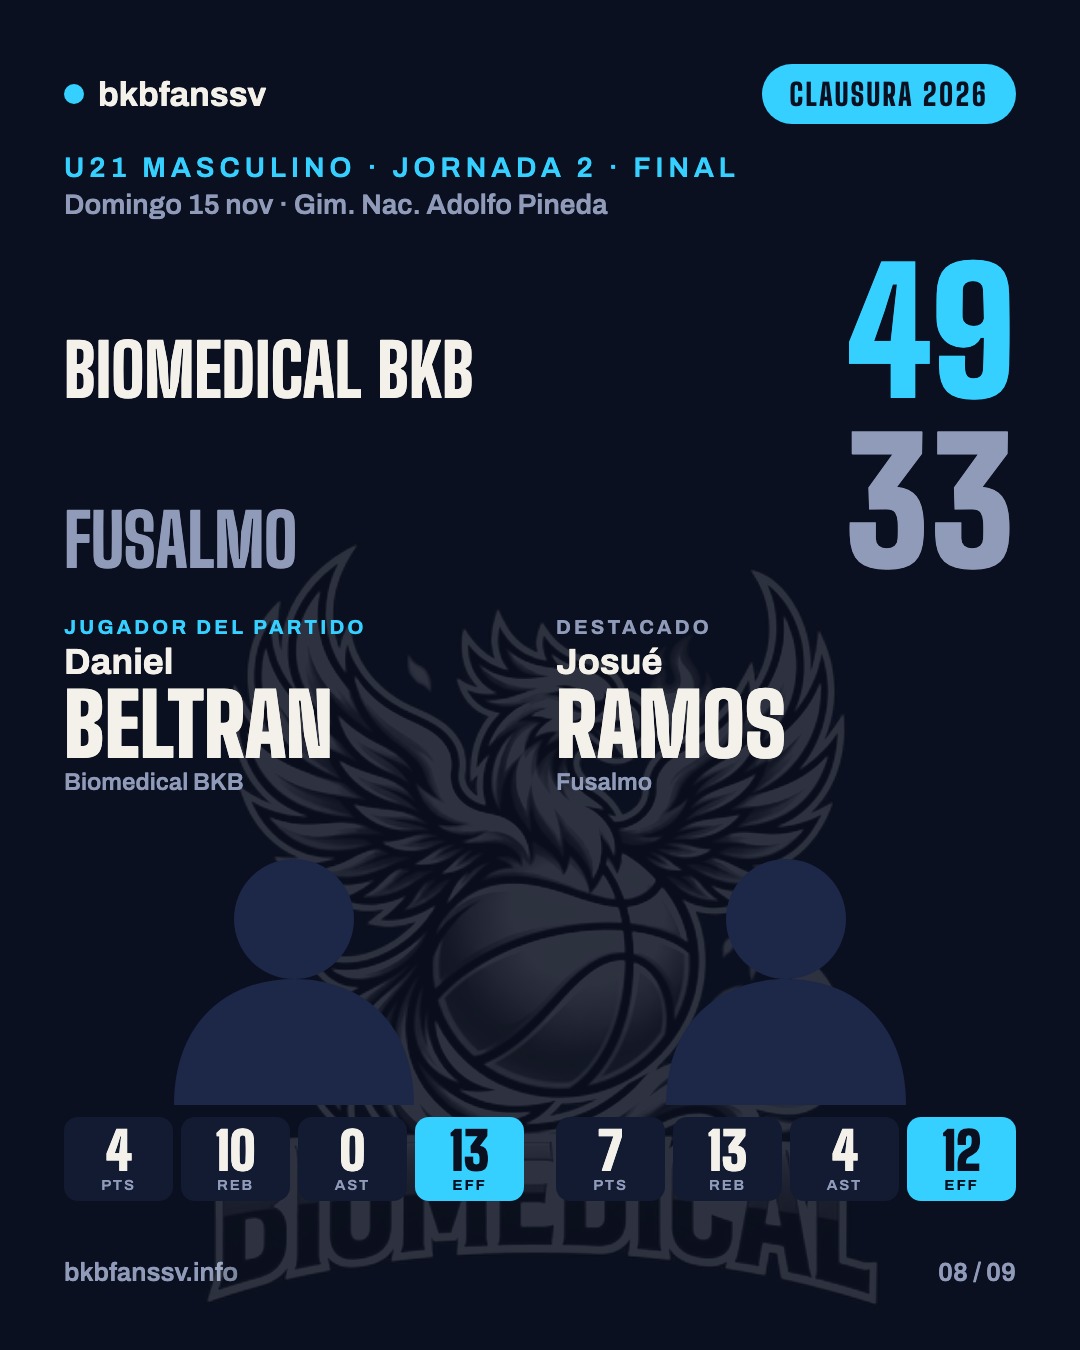 bkbfanssv
CLAUSURA 2026
U21 MASCULINO · JORNADA 2 · FINAL
Domingo 15 nov · Gim. Nac. Adolfo Pineda
BIOMEDICAL BKB
49
FUSALMO
33
JUGADOR DEL PARTIDO
Daniel
BELTRAN
Biomedical BKB
DESTACADO
Josué
RAMOS
Fusalmo
4 PTS
10 REB
0 AST
13 EFF
7 PTS
13 REB
4 AST
12 EFF
BIOMEDICAL
bkbfanssv.info
08 / 09